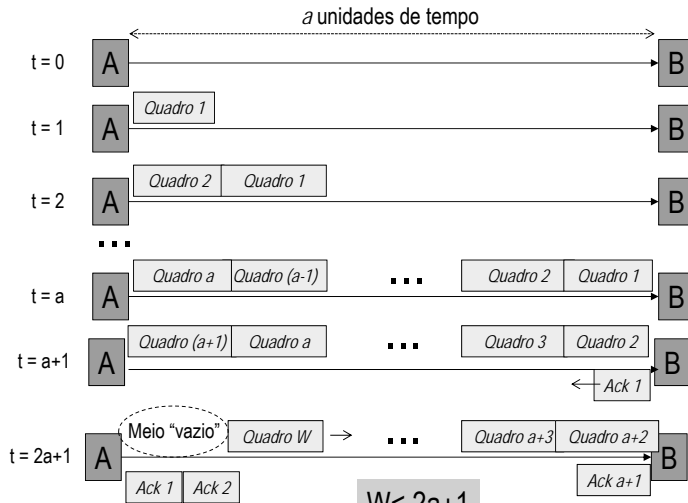 a unidades de tempo
t = 0 A B
Quadro 1
t = 1 A B
Quadro 2 Quadro 1
t = 2 A B
...
Quadro a Quadro (a-1) ... Quadro 2 Quadro 1
t = a A B
Quadro (a+1) Quadro a ... Quadro 3 Quadro 2
t = a+1 A B
Ack 1
Meio “vazio” Quadro W ... Quadro a+3 Quadro a+2
t = 2a+1 A B
Ack 1 Ack 2 Ack a+1
W< 2a+1